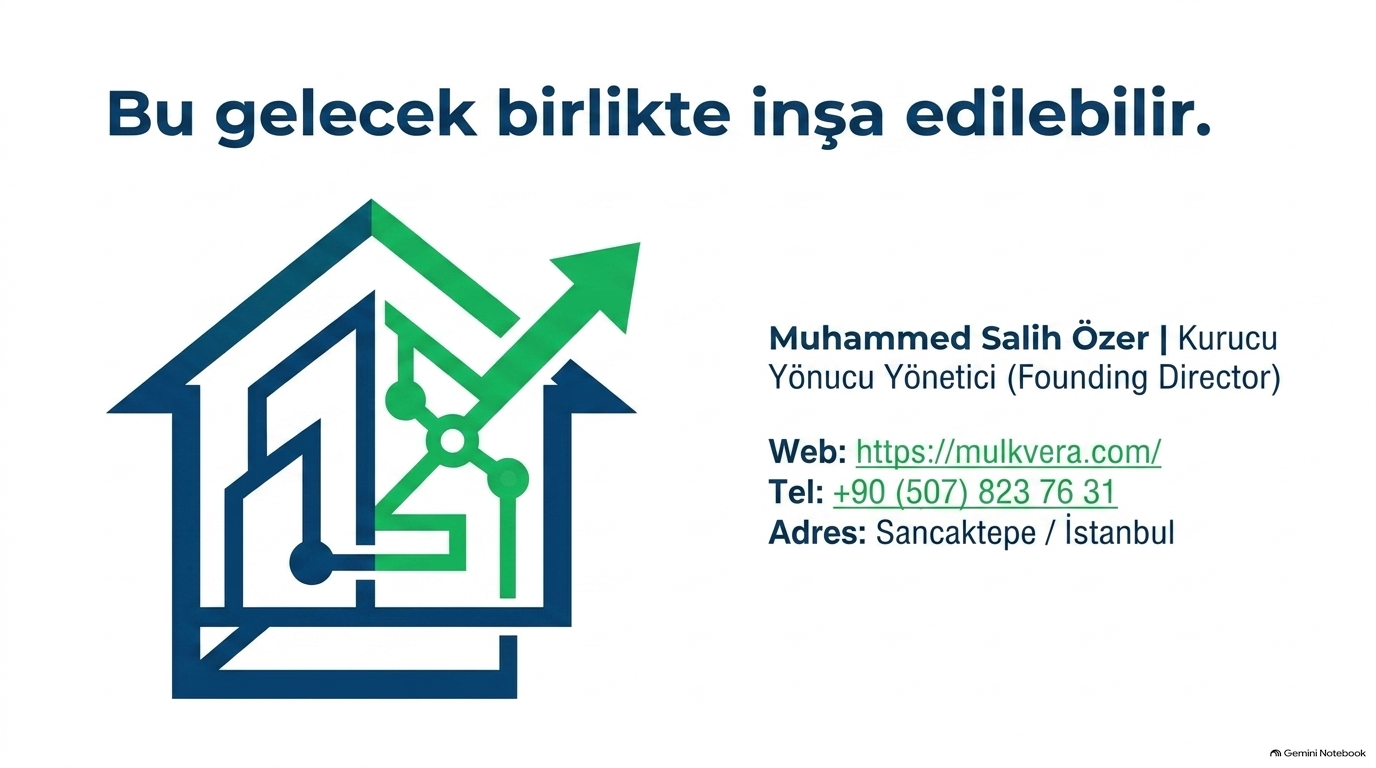 Bu gelecek birlikte inşa edilebilir.
Muhammed Salih Özer | Kurucu
Yönucu Yönetici (Founding Director)
Web: https://mulkvera.com/
Tel: +90 (507) 823 76 31
Adres: Sancaktepe / İstanbul
Gemini Notebook